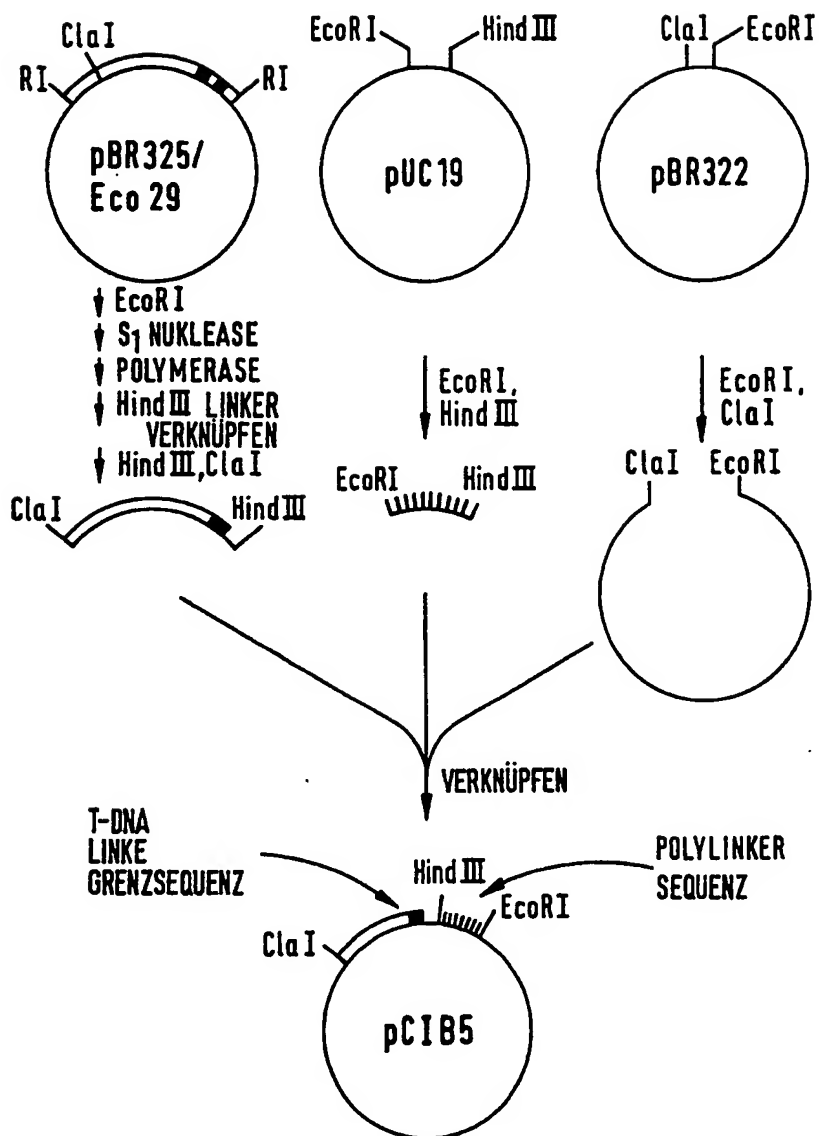 ClaI
RI
RI
pBR325/
Eco 29
EcoRI
HindIII
pUC19
ClaI
EcoRI
pBR322
EcoRI
S1 NUKLEASE
POLYMERASE
HindIII LINKER
VERKNÜPFEN
HindIII,ClaI
EcoRI,
HindIII
EcoRI,
ClaI
ClaI
HindIII
EcoRI
HindIII
ClaI
EcoRI
VERKNÜPFEN
T-DNA
LINKE
GRENZSEQUENZ
POLYLINKER
SEQUENZ
HindIII
EcoRI
ClaI
pCIB5